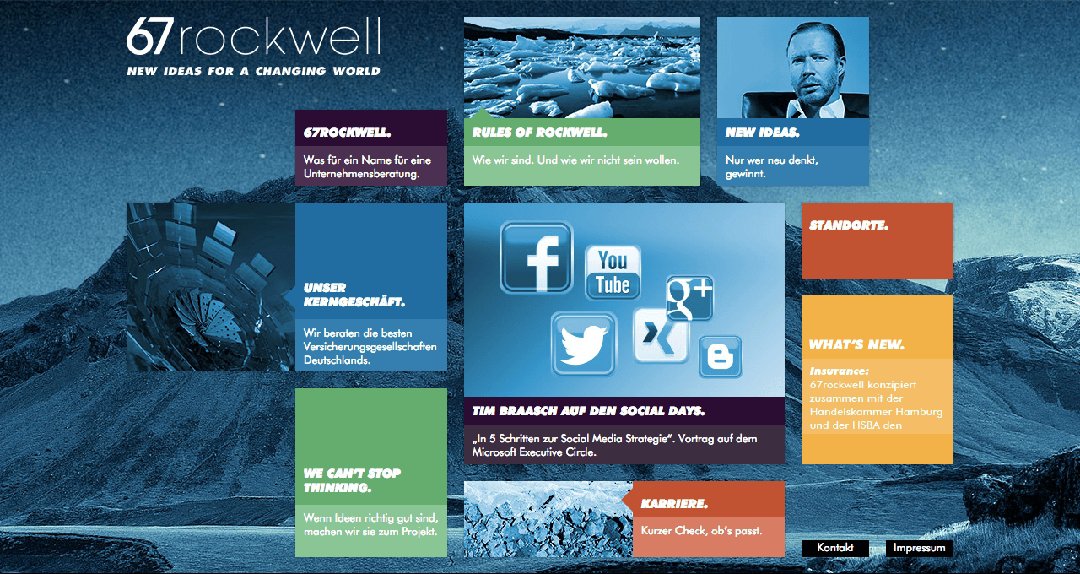 67rockwell
NEW IDEAS FOR A CHANGING WORLD
67ROCKWELL.
Was für ein Name für eine
Unternehmensberatung.
RULES OF ROCKWELL.
Wie wir sind. Und wie wir nicht sein wollen.
NEW IDEAS.
Nur wer neu denkt,
gewinnt.
UNSER
KERNGESCHÄFT.
Wir beraten die besten
Versicherungsgesellschaften
Deutschlands.
f
You
Tube
g+
TIM BRAASCH AUF DEN SOCIAL DAYS.
„In 5 Schritten zur Social Media Strategie“. Vortrag auf dem
Microsoft Executive Circle.
STANDORTE.
WHAT'S NEW.
Insurance:
67rockwell konzipiert
zusammen mit der
Handelskammer Hamburg
und der HSBA den
WE CAN'T STOP
THINKING.
Wenn Ideen richtig gut sind,
machen wir sie zum Projekt.
KARRIERE.
Kurzer Check, ob's passt.
Kontakt
Impressum